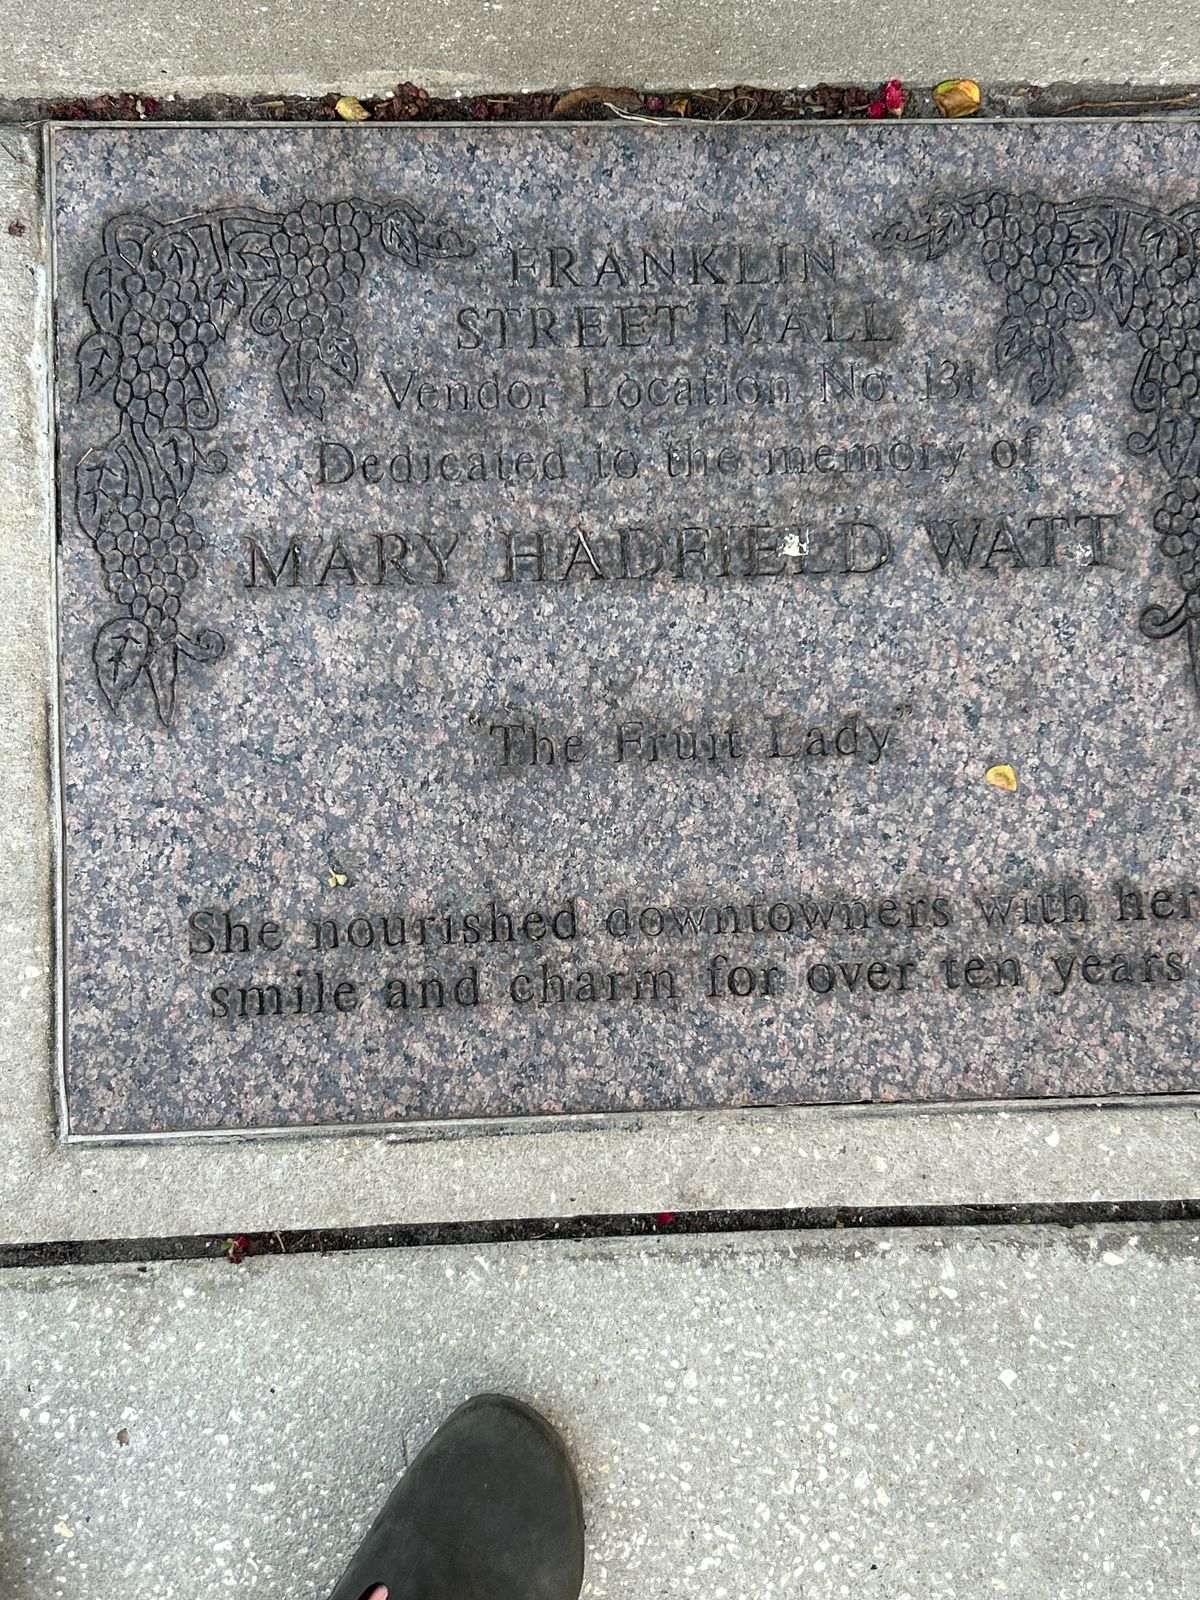 FRANKLIN
STREET MALL
Vendor Location No. 131
Dedicated to the memory of
MARY HADFIELD WATT
"The Fruit Lady"
She nourished downtowners with her
smile and charm for over ten years